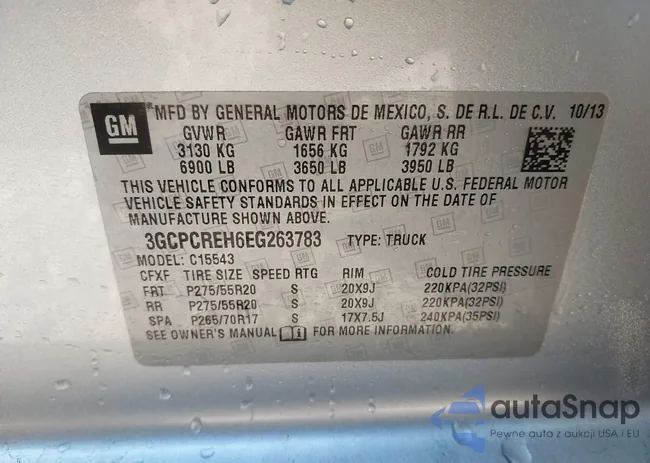 GM MFD BY GENERAL MOTORS DE MEXICO, S. DE R.L. DE C.V. 10/13
GVWR GAWR FRT GAWR RR
3130 KG 1656 KG 1792 KG
6900 LB 3650 LB 3950 LB
THIS VEHICLE CONFORMS TO ALL APPLICABLE U.S. FEDERAL MOTOR
VEHICLE SAFETY STANDARDS IN EFFECT ON THE DATE OF
MANUFACTURE SHOWN ABOVE.
3GCPCREH6EG263783 TYPE: TRUCK
MODEL: C15543
CFXF TIRE SIZE SPEED RTG RIM COLD TIRE PRESSURE
FRT P275/55R20 S 20X9J 220KPA(32PSI)
RR P275/55R20 S 20X9J 220KPA(32PSI)
SPA P265/70R17 S 17X7.5J 240KPA(35PSI)
SEE OWNER'S MANUAL FOR MORE INFORMATION.
autaSnap
Pewne auta z aukcji USA i EU